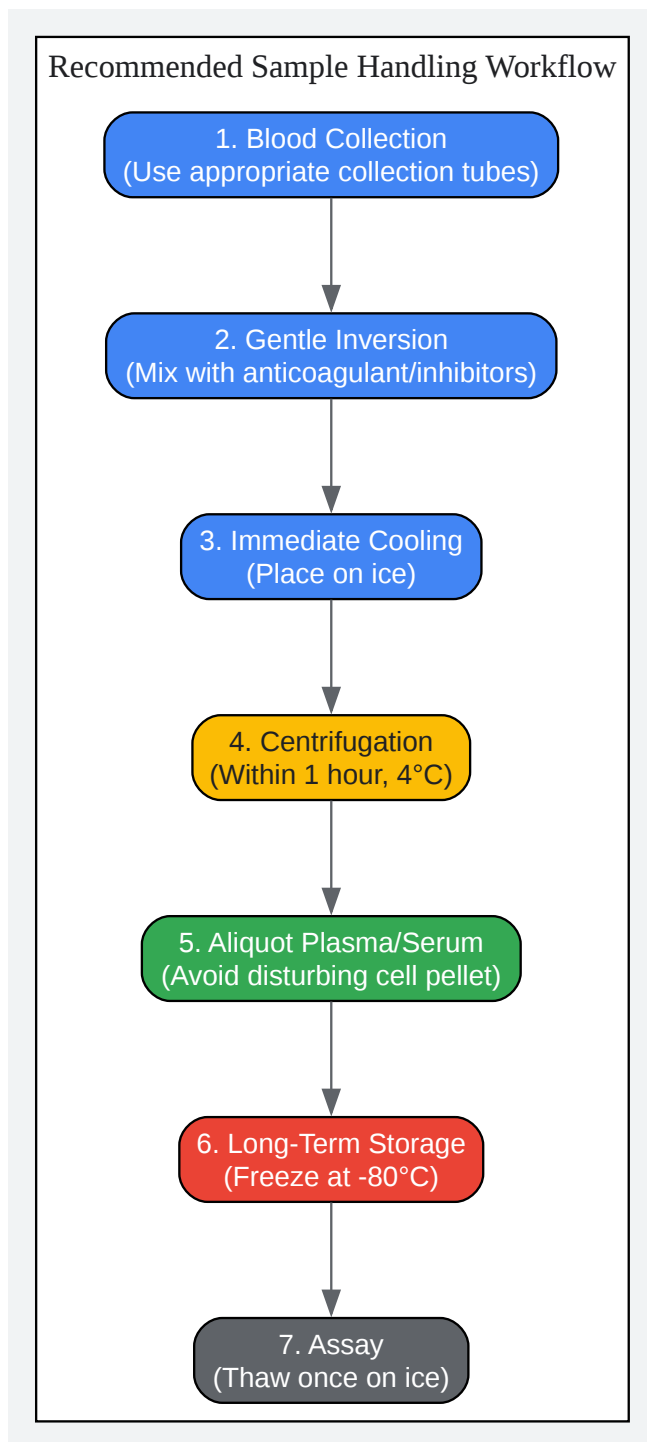 Recommended Sample Handling Workflow
1. Blood Collection
(Use appropriate collection tubes)
2. Gentle Inversion
(Mix with anticoagulant/inhibitors)
3. Immediate Cooling
(Place on ice)
4. Centrifugation
(Within 1 hour, 4°C)
5. Aliquot Plasma/Serum
(Avoid disturbing cell pellet)
6. Long-Term Storage
(Freeze at -80°C)
7. Assay
(Thaw once on ice)